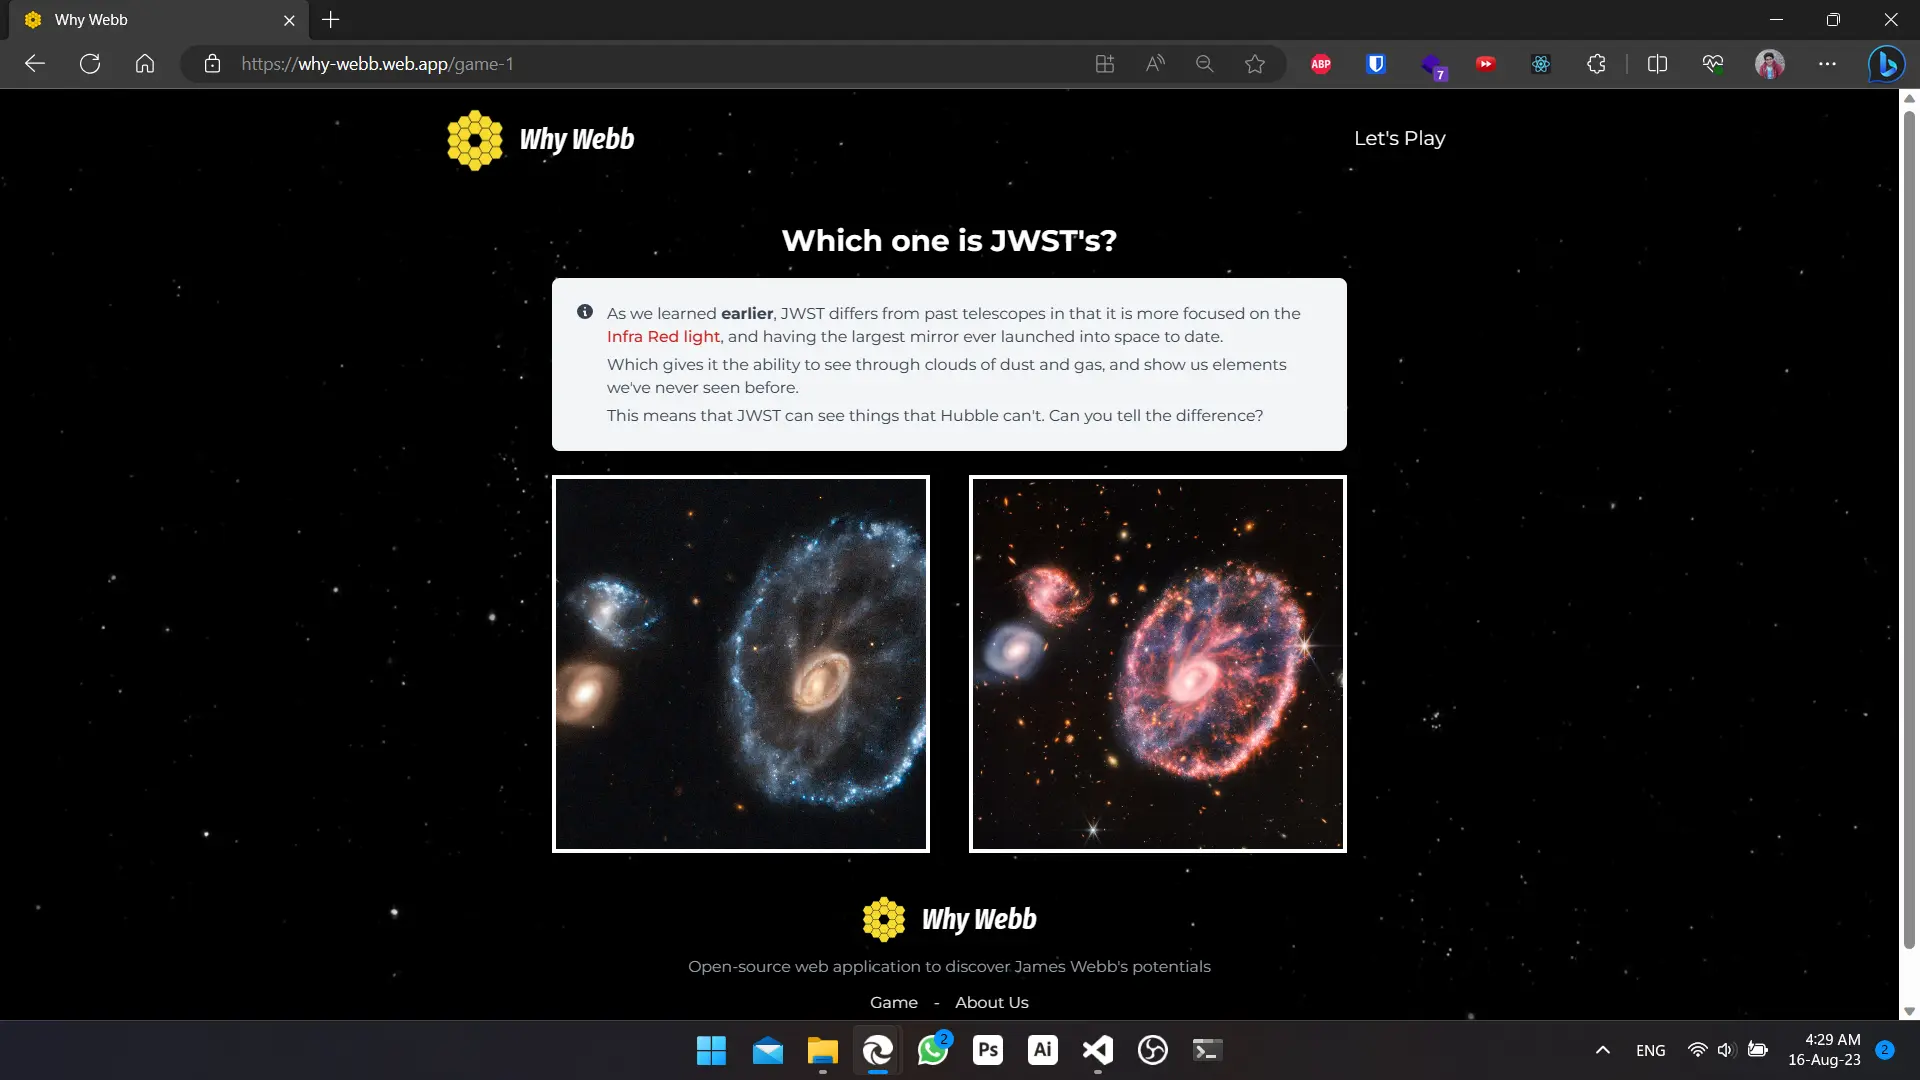 Why Webb
https://why-webb.web.app/game-1
ABP
7
Why Webb
Let's Play
Which one is JWST's?
As we learned earlier, JWST differs from past telescopes in that it is more focused on the
Infra Red light, and having the largest mirror ever launched into space to date.
Which gives it the ability to see through clouds of dust and gas, and show us elements
we've never seen before.
This means that JWST can see things that Hubble can't. Can you tell the difference?
Why Webb
Open-source web application to discover James Webb's potentials
Game - About Us
2
Ps
Ai
ENG
4:29 AM
16-Aug-23
2